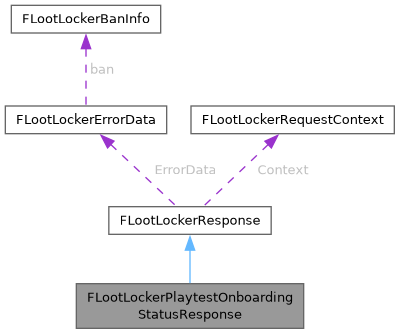 FLootLockerBanInfo
ban
FLootLockerErrorData
FLootLockerRequestContext
ErrorData
Context
FLootLockerResponse
FLootLockerPlaytestOnboarding
StatusResponse